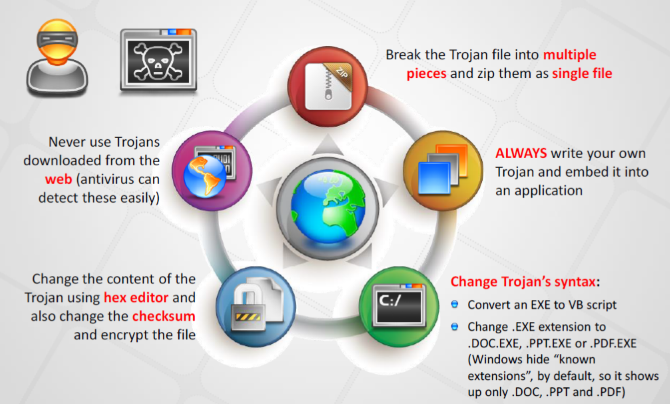 Break the Trojan file into multiple
pieces and zip them as single file
ZIP
Never use Trojans
downloaded from the
web (antivirus can
detect these easily)
ALWAYS write your own
Trojan and embed it into
an application
Change the content of the
Trojan using hex editor and
also change the checksum
and encrypt the file
C:/
Change Trojan's syntax:
Convert an EXE to VB script
Change .EXE extension to
.DOC.EXE, .PPT.EXE or .PDF.EXE
(Windows hide “known
extensions”, by default, so it shows
up only .DOC, .PPT and .PDF)